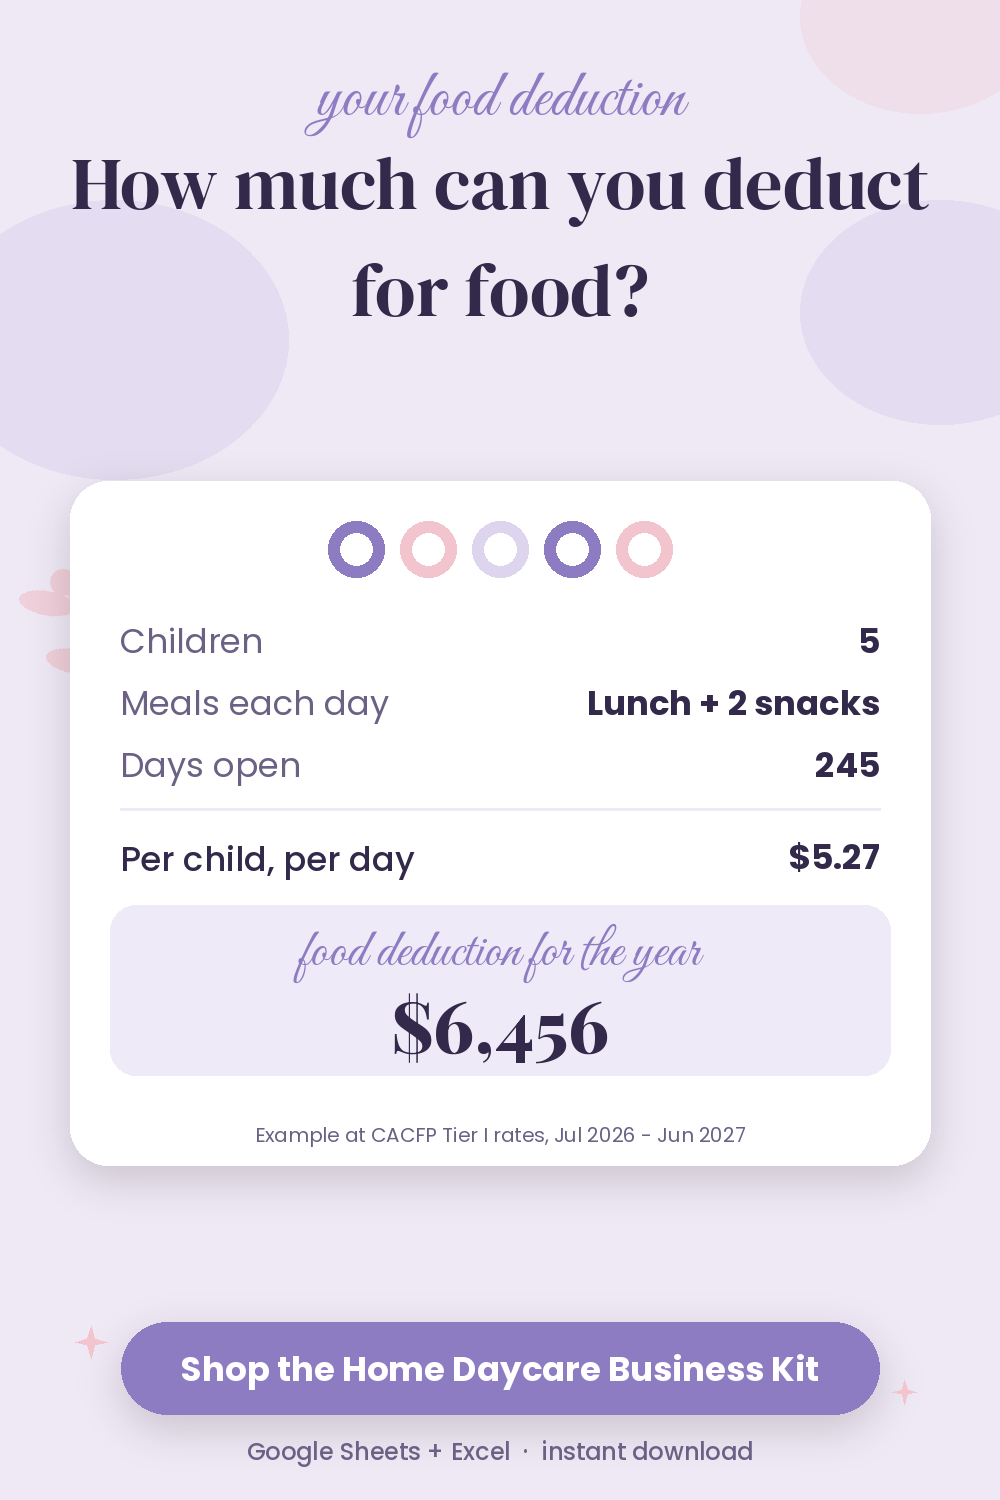 your food deduction
How much can you deduct
for food?
Children 5
Meals each day Lunch + 2 snacks
Days open 245
Per child, per day $5.27
food deduction for the year
$6,456
Example at CACFP Tier I rates, Jul 2026 - Jun 2027
Shop the Home Daycare Business Kit
Google Sheets + Excel · instant download